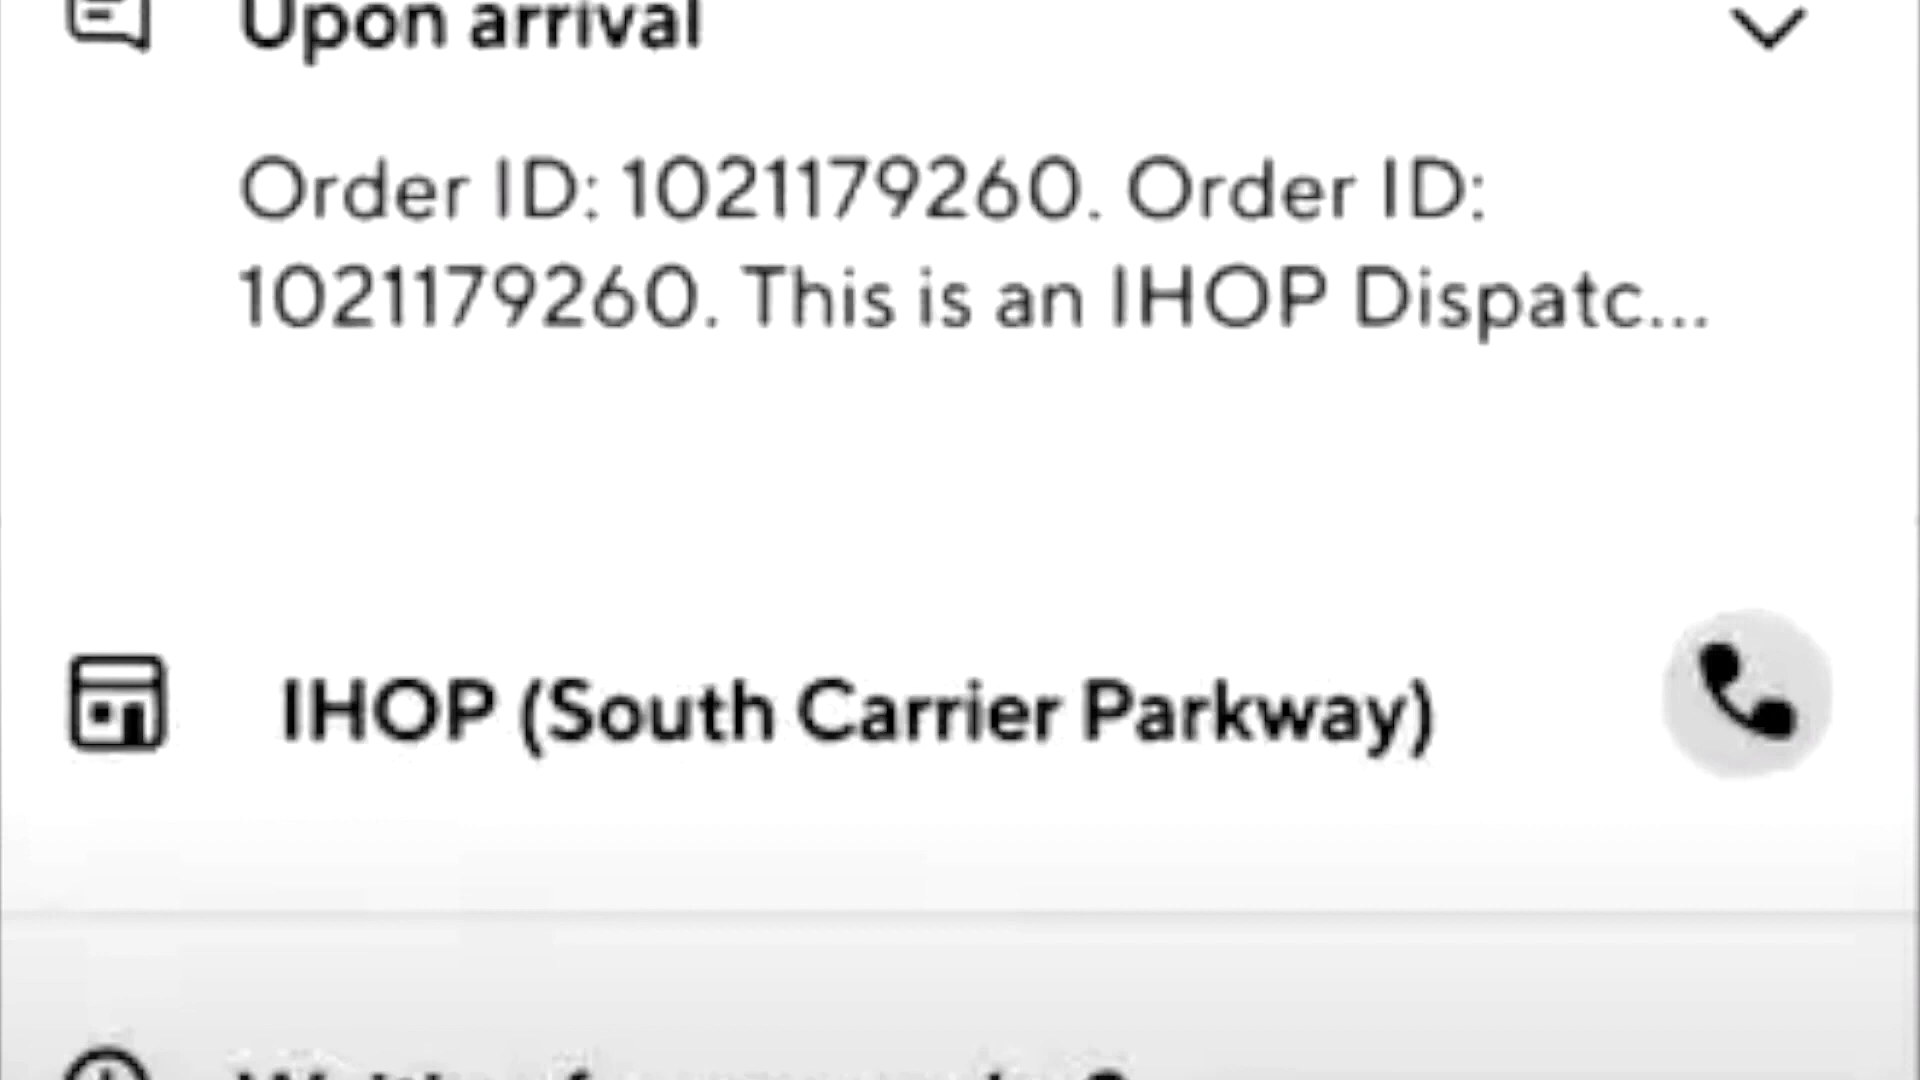 Upon arrival
Order ID: 1021179260. Order ID:
1021179260. This is an IHOP Dispatc...
IHOP (South Carrier Parkway)